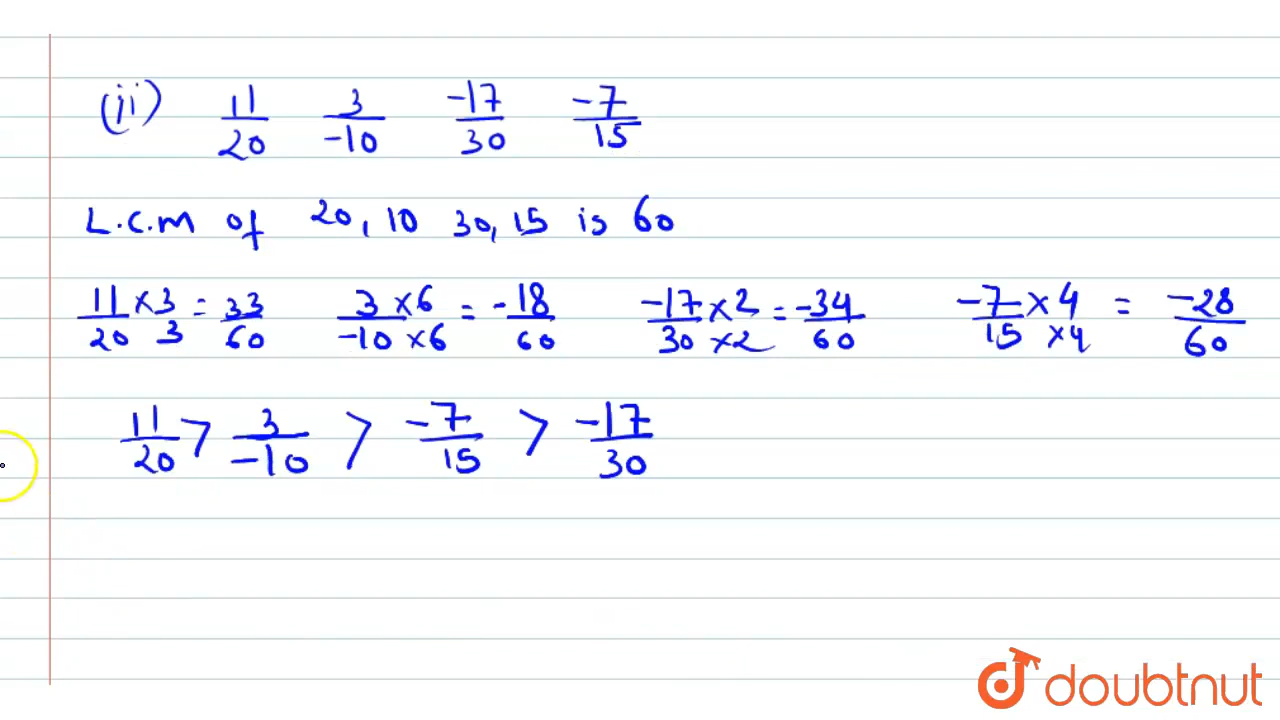 (ii) 11/20 3/-10 -17/30 -7/15
L.C.M of 20, 10 30, 15 is 60
11/20 ×3/3 = 33/60 3/-10 ×6/×6 = -18/60 -17/30 ×2/×2 = -34/60 -7/15 ×4/×4 = -28/60
11/20 > 3/-10 > -7/15 > -17/30
doubtnut